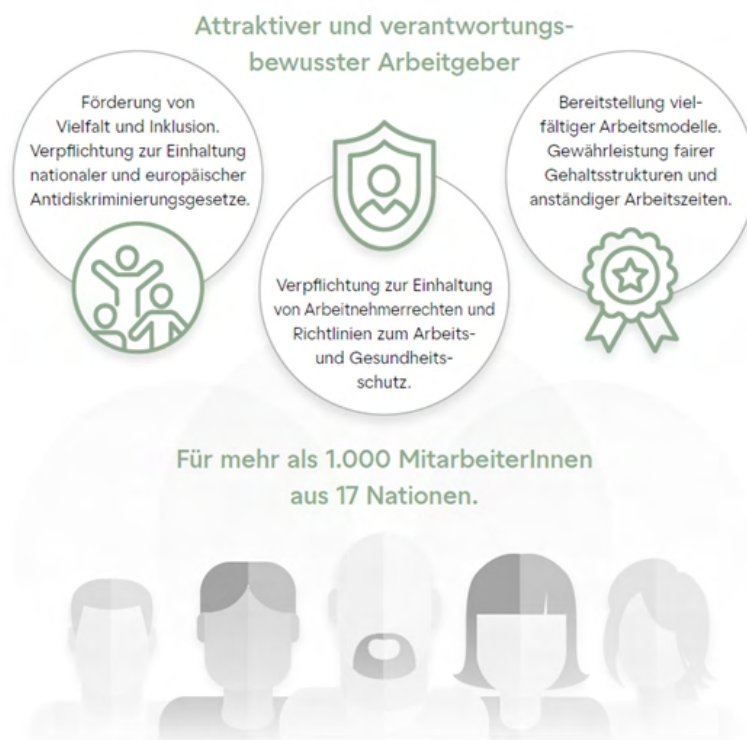 Attraktiver und verantwortungs-
bewusster Arbeitgeber
Förderung von
Vielfalt und Inklusion.
Verpflichtung zur Einhaltung
nationaler und europäischer
Antidiskriminierungsgesetze.
Verpflichtung zur Einhaltung
von Arbeitnehmerrechten und
Richtlinien zum Arbeits-
und Gesundheits-
schutz.
Bereitstellung viel-
fältiger Arbeitsmodelle.
Gewährleistung fairer
Gehaltsstrukturen und
anständiger Arbeitszeiten.
Für mehr als 1.000 MitarbeiterInnen
aus 17 Nationen.